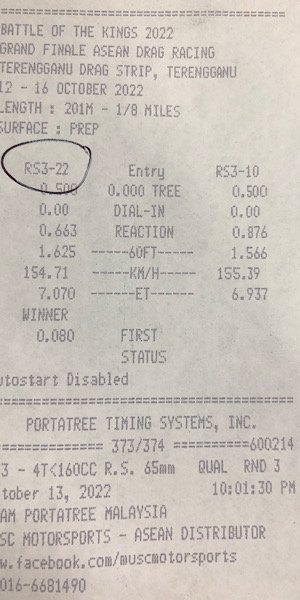 ================================
BATTLE OF THE KINGS 2022
GRAND FINALE ASEAN DRAG RACING
TERENGGANU DRAG STRIP, TERENGGANU
12 - 16 OCTOBER 2022
LENGTH : 201M - 1/8 MILES
SURFACE : PREP
RS3-22 Entry RS3-10
0.500 0.000 TREE 0.500
0.00 DIAL-IN 0.00
0.663 REACTION 0.876
1.625 -----60FT----- 1.566
154.71 -----KM/H----- 155.39
7.070 ------ET------ 6.937
WINNER
0.080 FIRST
STATUS
utostart Disabled
================================
PORTATREE TIMING SYSTEMS, INC.
=========== 373/374 ==========600214
3 - 4T<160CC R.S. 65mm QUAL RND 3
tober 13, 2022 10:01:30 PM
AM PORTATREE MALAYSIA
SC MOTORSPORTS - ASEAN DISTRIBUTOR
w.facebook.com/muscmotorsports
016-6681490